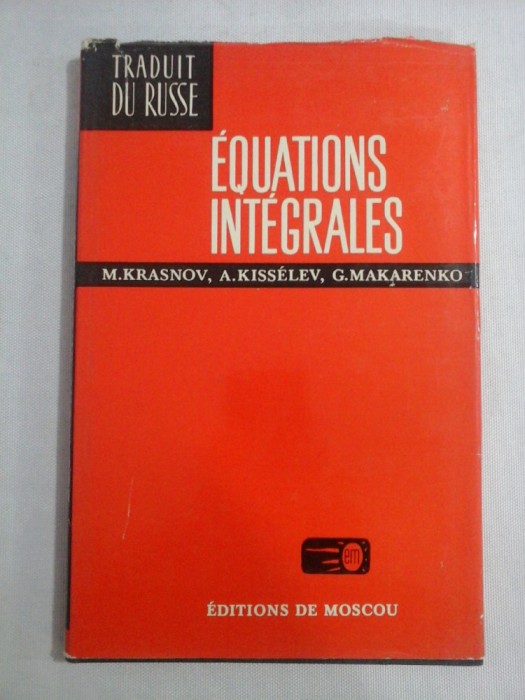 TRADUIT
DU RUSSE
ÉQUATIONS
INTÉGRALES
M.KRASNOV, A.KISSÉLEV, G.MAKARENKO
em
ÉDITIONS DE MOSCOU